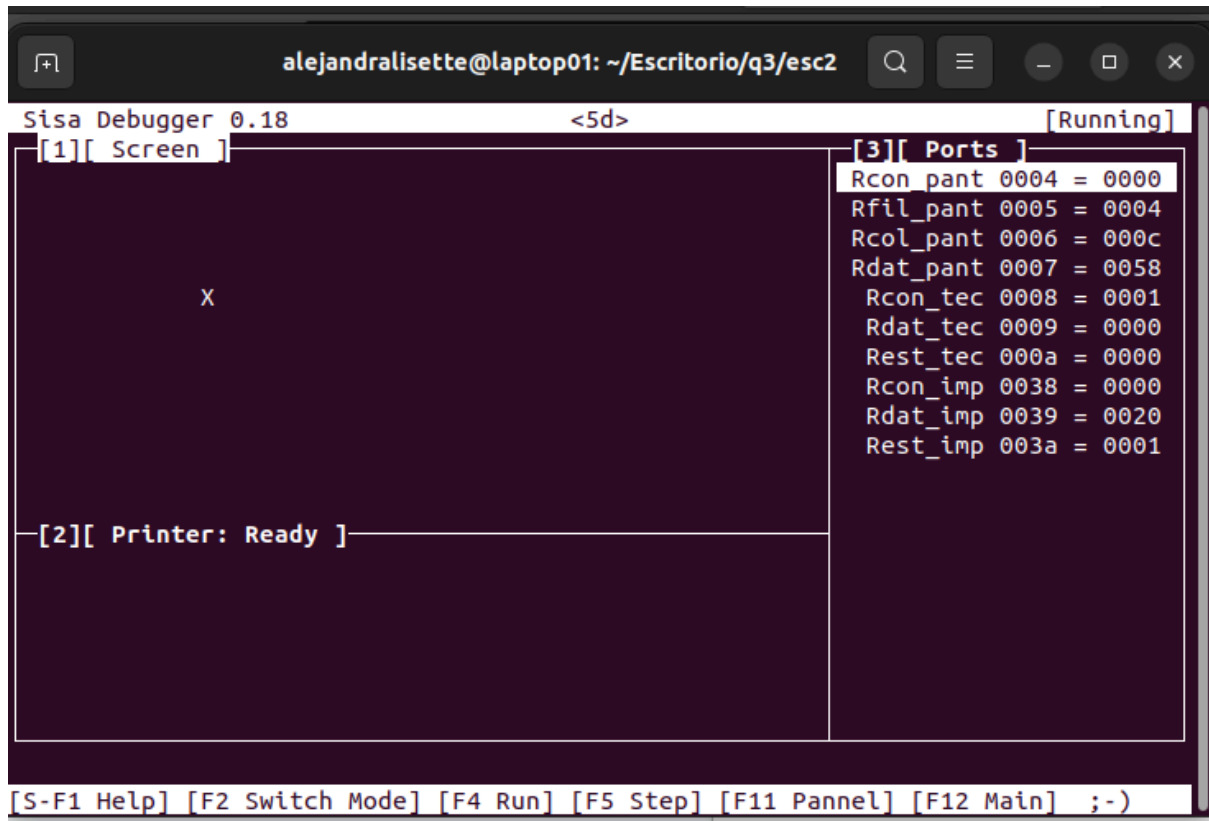 alejandralisette@laptop01: ~/Escritorio/q3/esc2
Sisa Debugger 0.18 <5d> [Running]
[1][ Screen ] [3][ Ports ]
Rcon_pant 0004 = 0000
Rfil_pant 0005 = 0004
Rcol_pant 0006 = 000c
Rdat_pant 0007 = 0058
X Rcon_tec 0008 = 0001
Rdat_tec 0009 = 0000
Rest_tec 000a = 0000
Rcon_imp 0038 = 0000
Rdat_imp 0039 = 0020
Rest_imp 003a = 0001
[2][ Printer: Ready ]
[S-F1 Help] [F2 Switch Mode] [F4 Run] [F5 Step] [F11 Pannel] [F12 Main] ;-)